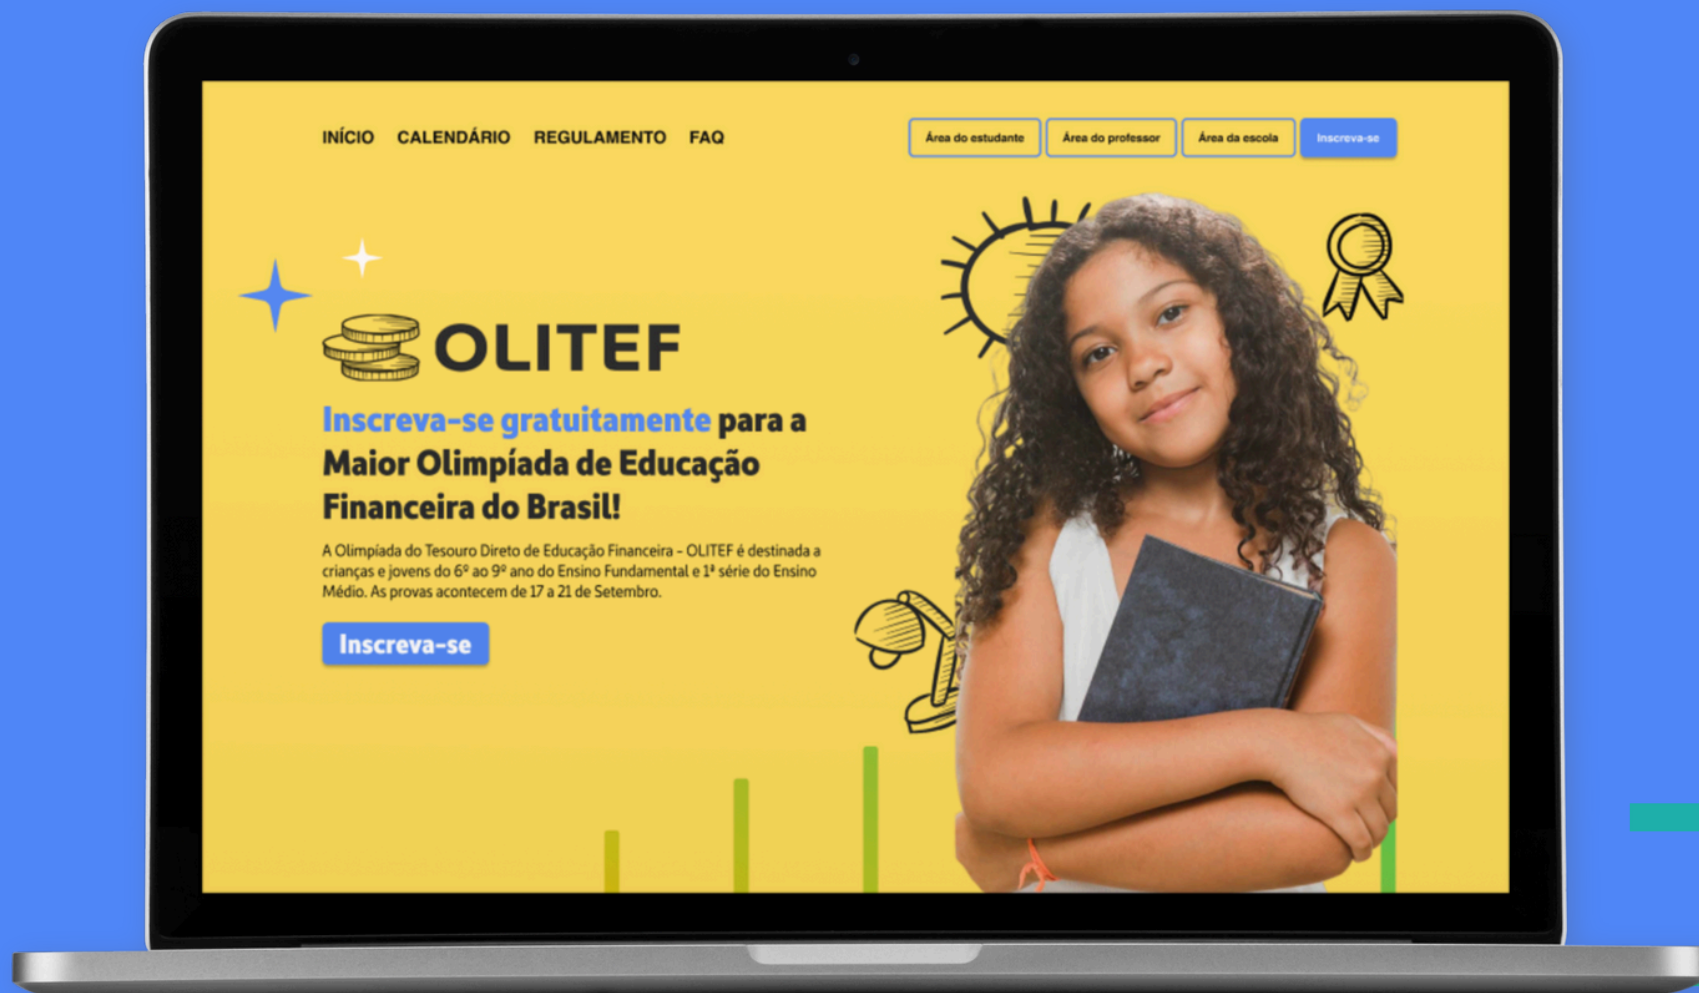 INÍCIO CALENDÁRIO REGULAMENTO FAQ
Área do estudante Área do professor Área da escola Inscreva-se
OLITEF
Inscreva-se gratuitamente para a
Maior Olimpíada de Educação
Financeira do Brasil!
A Olimpíada do Tesouro Direto de Educação Financeira - OLITEF é destinada a
crianças e jovens do 6º ao 9º ano do Ensino Fundamental e 1ª série do Ensino
Médio. As provas acontecem de 17 a 21 de Setembro.
Inscreva-se